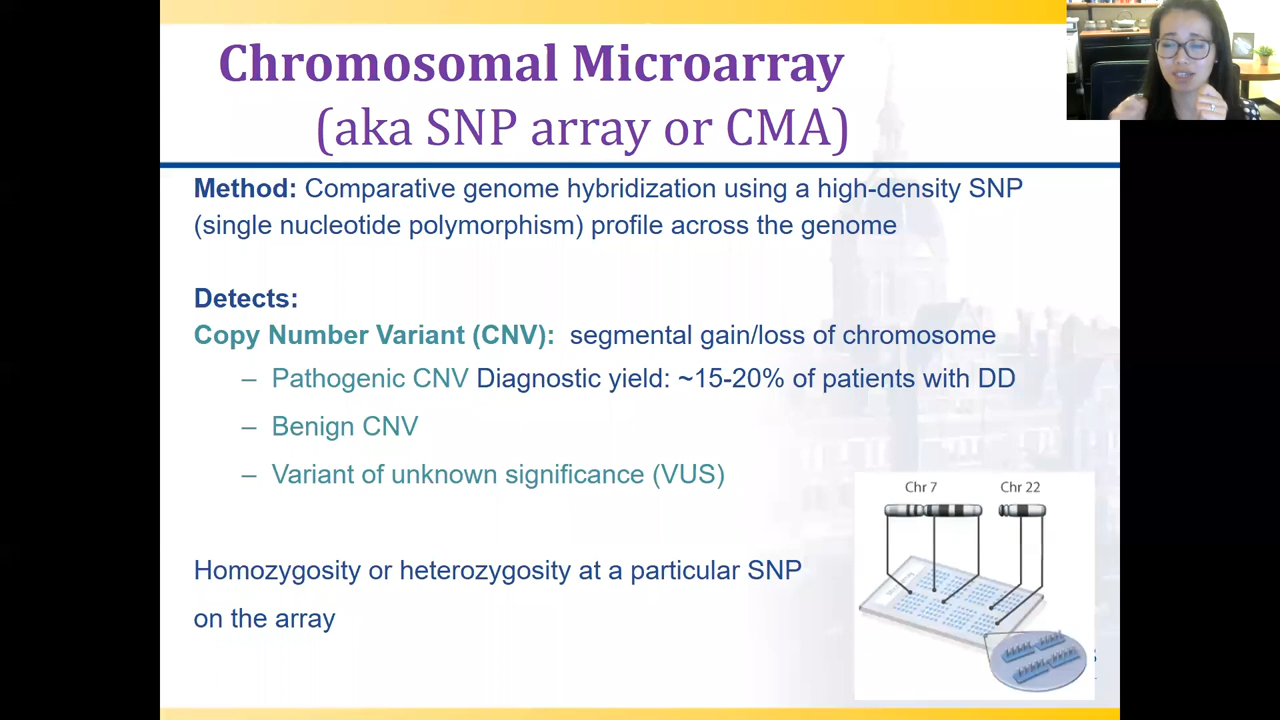 Chromosomal Microarray
(aka SNP array or CMA)
Method: Comparative genome hybridization using a high-density SNP
(single nucleotide polymorphism) profile across the genome
Detects:
Copy Number Variant (CNV): segmental gain/loss of chromosome
– Pathogenic CNV Diagnostic yield: ~15-20% of patients with DD
– Benign CNV
– Variant of unknown significance (VUS)
Chr 7 Chr 22
Homozygosity or heterozygosity at a particular SNP
on the array